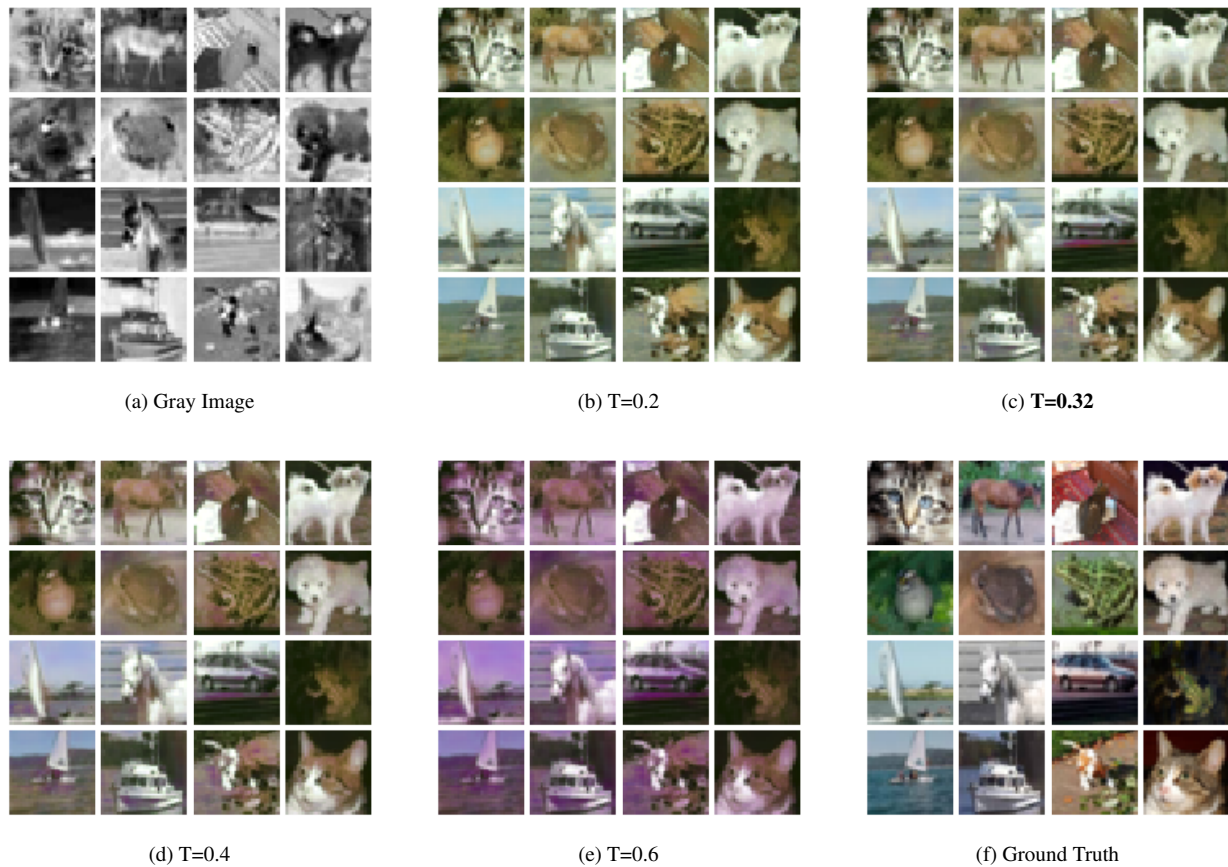 (a) Gray Image
(b) T=0.2
(c) T=0.32
(d) T=0.4
(e) T=0.6
(f) Ground Truth